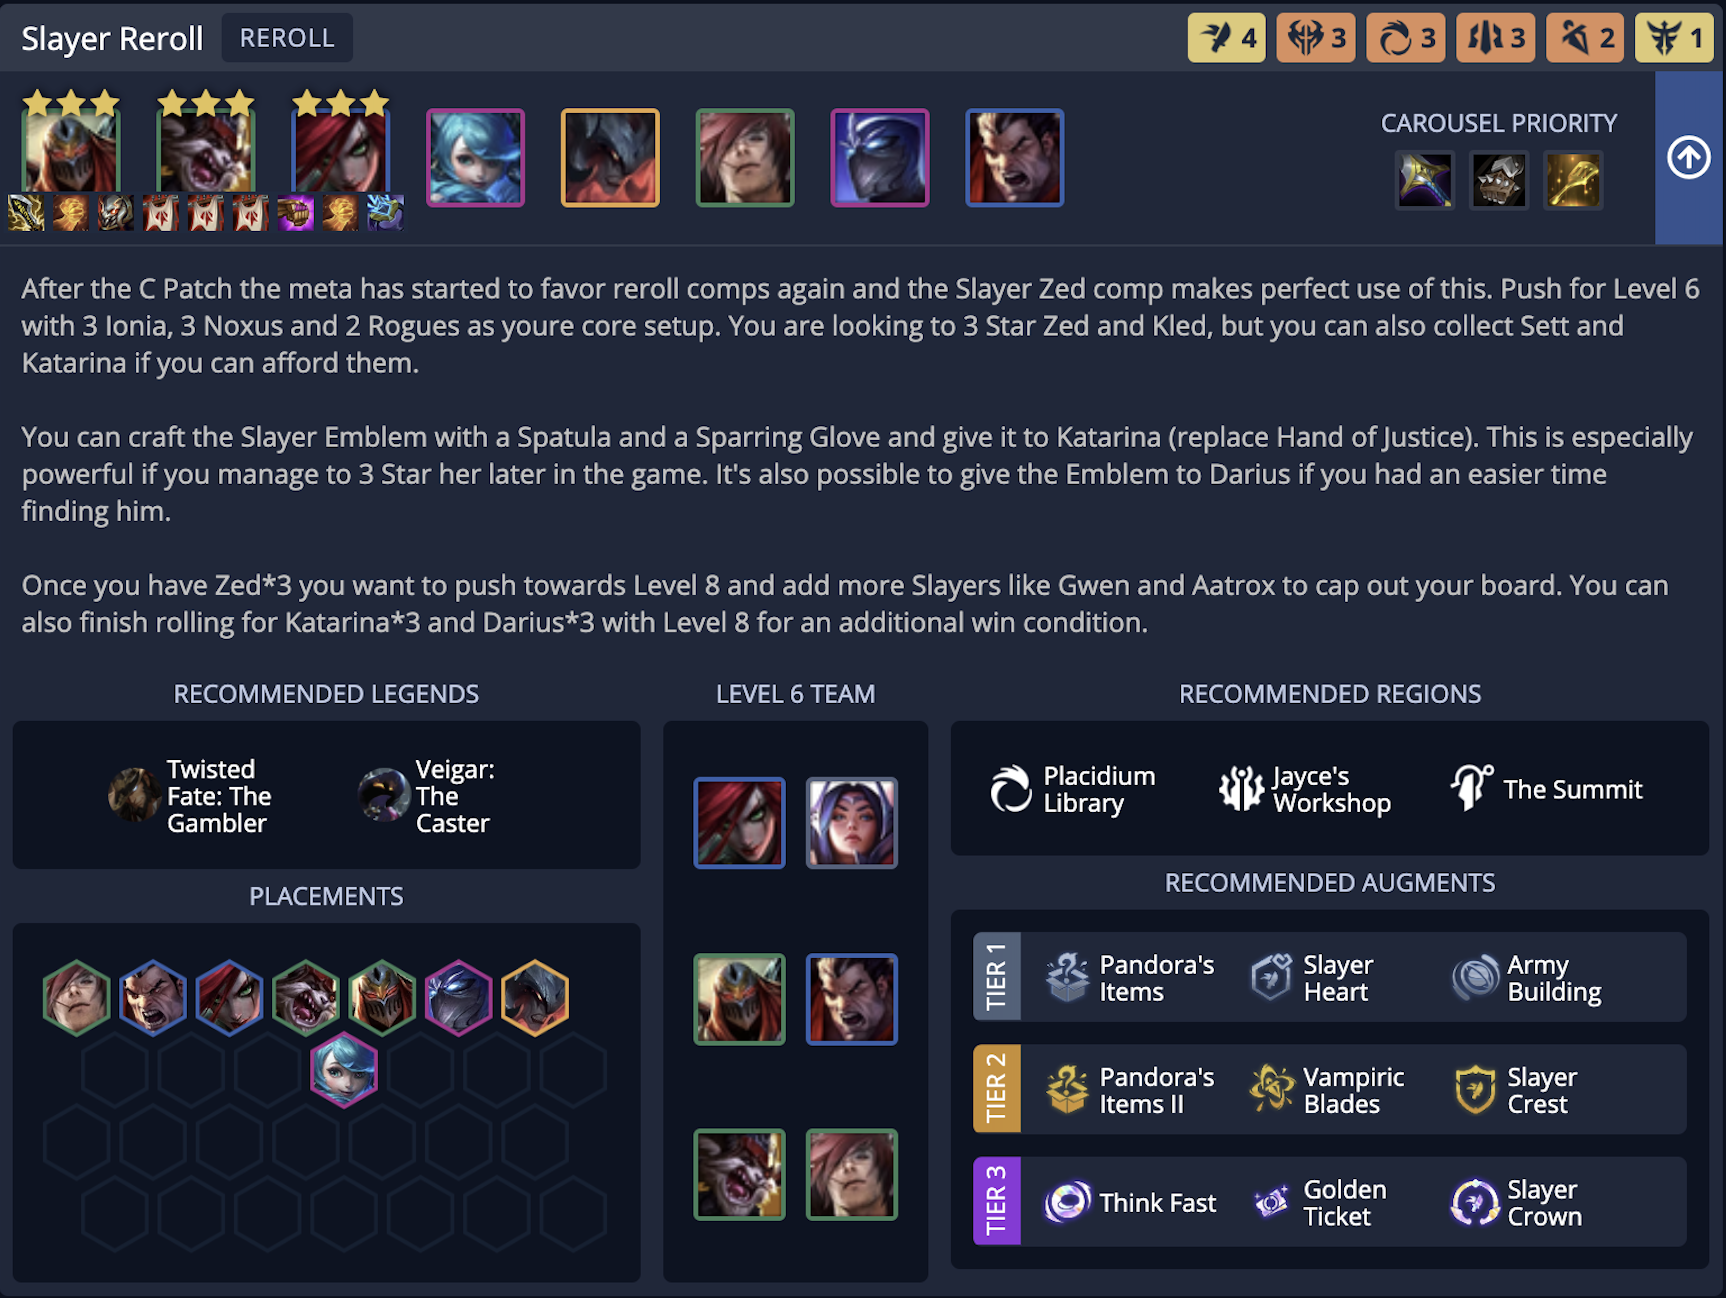 Slayer Reroll REROLL 4 3 3 3 2 1
CAROUSEL PRIORITY
After the C Patch the meta has started to favor reroll comps again and the Slayer Zed comp makes perfect use of this. Push for Level 6
with 3 Ionia, 3 Noxus and 2 Rogues as youre core setup. You are looking to 3 Star Zed and Kled, but you can also collect Sett and
Katarina if you can afford them.
You can craft the Slayer Emblem with a Spatula and a Sparring Glove and give it to Katarina (replace Hand of Justice). This is especially
powerful if you manage to 3 Star her later in the game. It's also possible to give the Emblem to Darius if you had an easier time
finding him.
Once you have Zed*3 you want to push towards Level 8 and add more Slayers like Gwen and Aatrox to cap out your board. You can
also finish rolling for Katarina*3 and Darius*3 with Level 8 for an additional win condition.
RECOMMENDED LEGENDS
Twisted
Fate: The
Gambler
Veigar:
The
Caster
PLACEMENTS
LEVEL 6 TEAM
RECOMMENDED REGIONS
Placidium
Library
Jayce's
Workshop
The Summit
RECOMMENDED AUGMENTS
TIER 1
Pandora's
Items
Slayer
Heart
Army
Building
TIER 2
Pandora's
Items II
Vampiric
Blades
Slayer
Crest
TIER 3
Think Fast
Golden
Ticket
Slayer
Crown